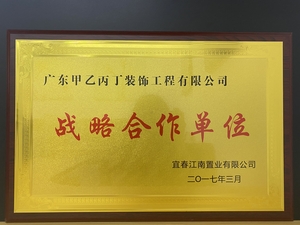 广东甲乙丙丁装饰工程有限公司
战略合作单位
宜春江南置业有限公司
二〇一七年三月